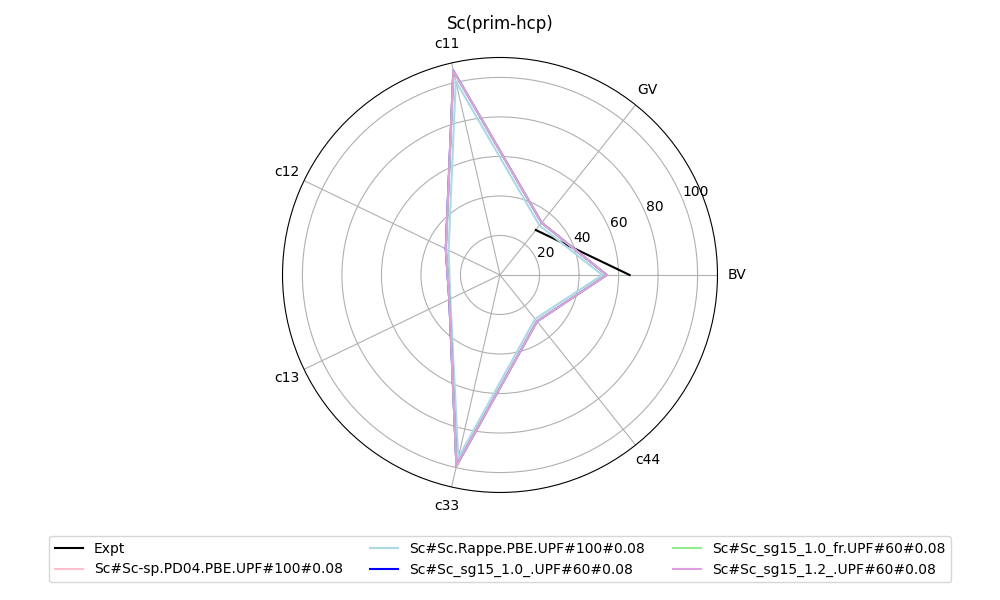 Sc(prim-hcp)
c11
GV
c12
100
80
60
40
20
BV
c13
c44
c33
Expt
Sc#Sc-sp.PD04.PBE.UPF#100#0.08
Sc#Sc.Rappe.PBE.UPF#100#0.08
Sc#Sc_sg15_1.0_.UPF#60#0.08
Sc#Sc_sg15_1.0_fr.UPF#60#0.08
Sc#Sc_sg15_1.2_.UPF#60#0.08